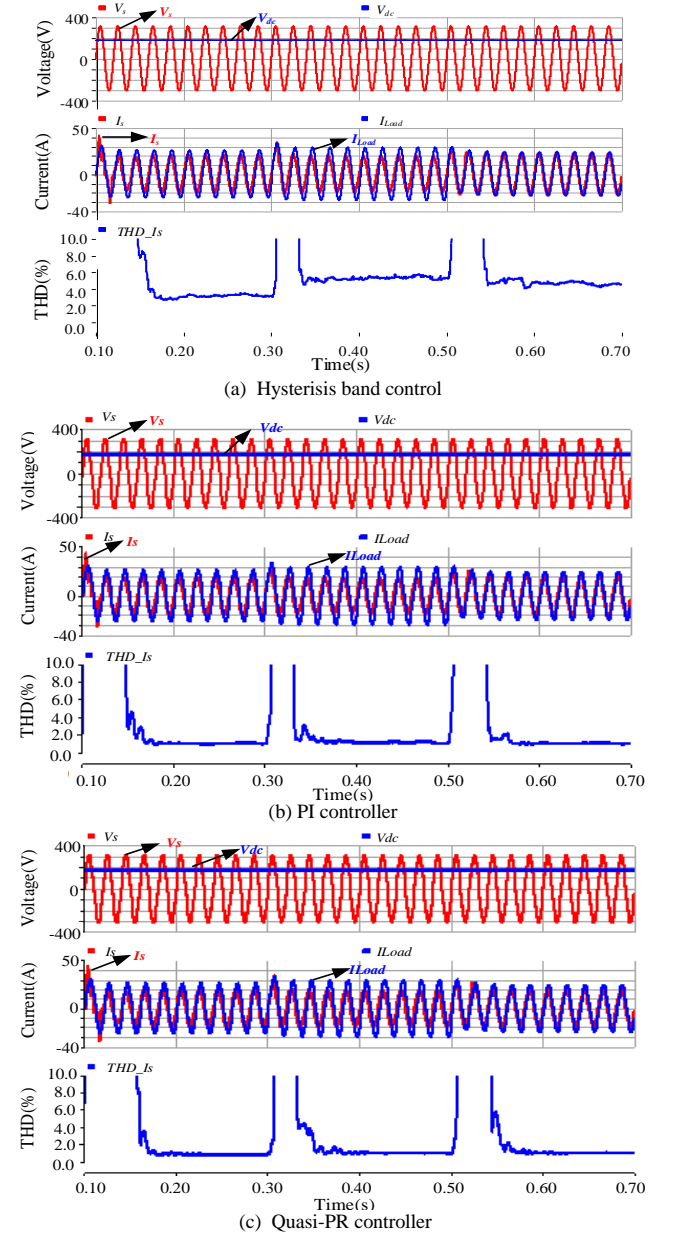 Vs Vs Vdc Vdc
400
0
-400
Voltage(V)
Is Is ILoad ILoad
50
0
-40
Current(A)
THD_Is
10.0
8.0
6.0
4.0
2.0
0.0
THD(%)
0.10 0.20 0.30 0.40 0.50 0.60 0.70
Time(s)
(a) Hysterisis band control
Vs Vs Vdc Vdc
400
0
-400
Voltage(V)
Is Is ILoad ILoad
50
0
-40
Current(A)
THD_Is
10.0
8.0
6.0
4.0
2.0
0.0
THD(%)
0.10 0.20 0.30 0.40 0.50 0.60 0.70
Time(s)
(b) PI controller
Vs Vs Vdc Vdc
400
0
-400
Voltage(V)
Is Is ILoad ILoad
50
0
-40
Current(A)
THD_Is
10.0
8.0
6.0
4.0
2.0
0.0
THD(%)
0.10 0.20 0.30 0.40 0.50 0.60 0.70
Time(s)
(c) Quasi-PR controller